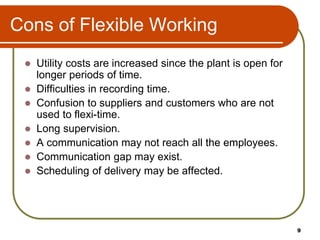 Cons of Flexible Working
Utility costs are increased since the plant is open for
longer periods of time.
Difficulties in recording time.
Confusion to suppliers and customers who are not
used to flexi-time.
Long supervision.
A communication may not reach all the employees.
Communication gap may exist.
Scheduling of delivery may be affected.
9